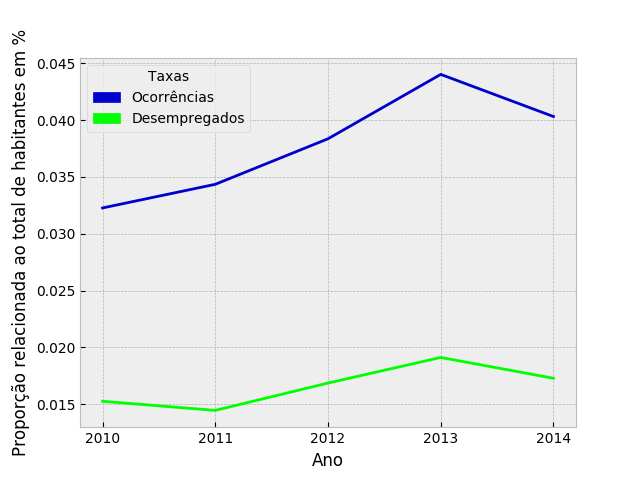 Proporção relacionada ao total de habitantes em %
0.045
0.040
0.035
0.030
0.025
0.020
0.015
Taxas
Ocorrências
Desempregados
2010 2011 2012 2013 2014
Ano